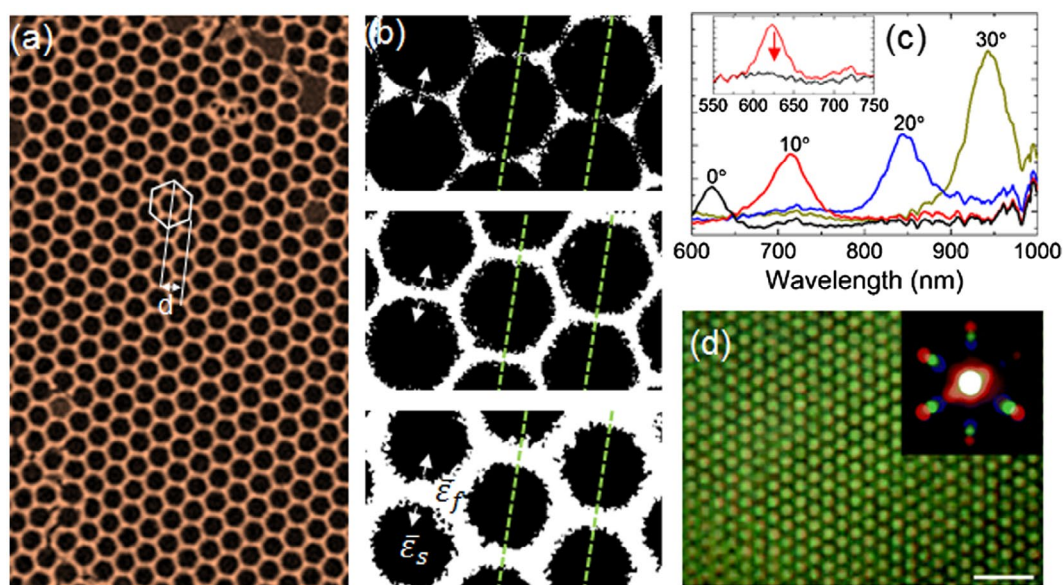 (a)
d
(b)
ε̄f
ε̄s
(c)
30°
20°
10°
0°
550 600 650 700 750
600 700 800 900 1000
Wavelength (nm)
(d)